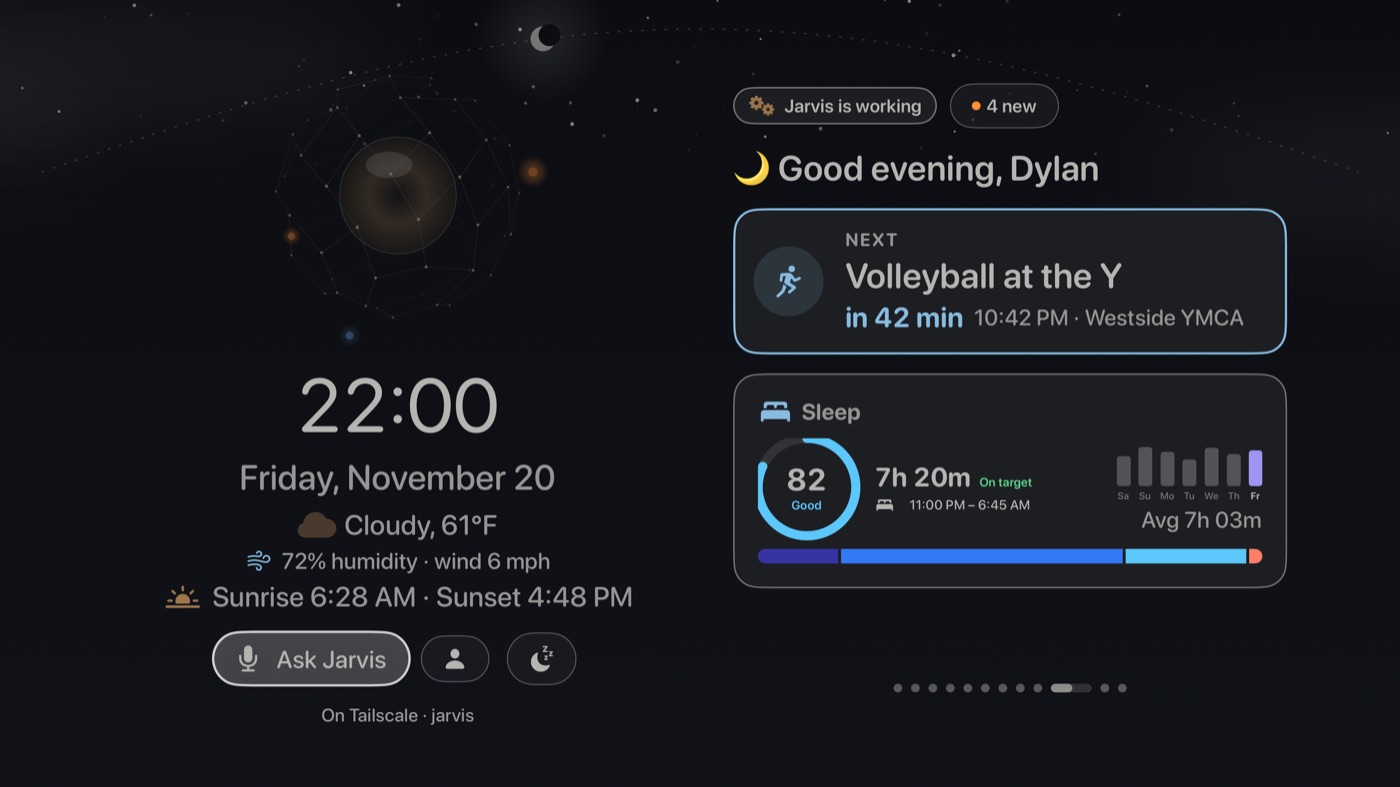 22:00
Friday, November 20
Cloudy, 61°F
72% humidity · wind 6 mph
Sunrise 6:28 AM · Sunset 4:48 PM
Ask Jarvis
zzz
On Tailscale · jarvis
Jarvis is working
4 new
Good evening, Dylan
NEXT
Volleyball at the Y
in 42 min 10:42 PM · Westside YMCA
Sleep
82
Good
7h 20m On target
11:00 PM – 6:45 AM
Sa Su Mo Tu We Th Fr
Avg 7h 03m